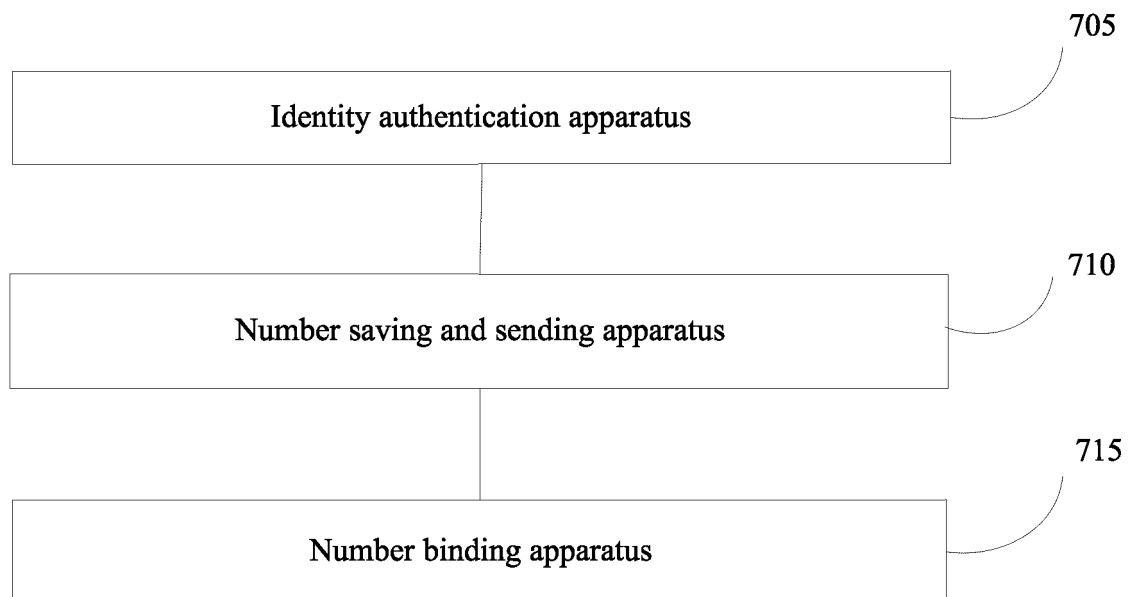 705
Identity authentication apparatus
710
Number saving and sending apparatus
715
Number binding apparatus